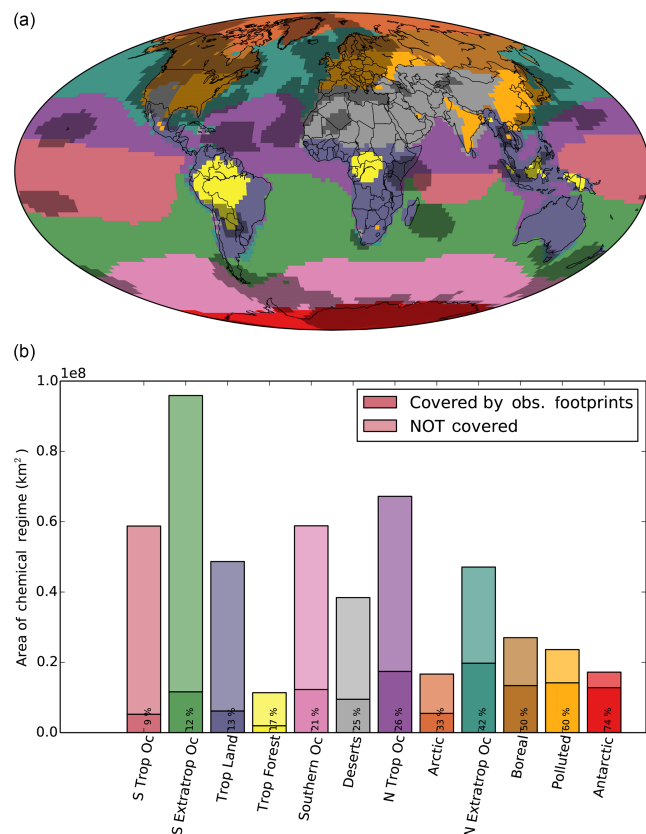 (a)
(b)
1e8
1.0
0.8
0.6
0.4
0.2
0.0
Area of chemical regime (km²)
Covered by obs. footprints
NOT covered
9 %
12 %
13 %
17 %
21 %
25 %
26 %
33 %
42 %
50 %
60 %
74 %
S Trop Oc
S Extratrop Oc
Trop Land
Trop Forest
Southern Oc
Deserts
N Trop Oc
Arctic
N Extratrop Oc
Boreal
Polluted
Antarctic